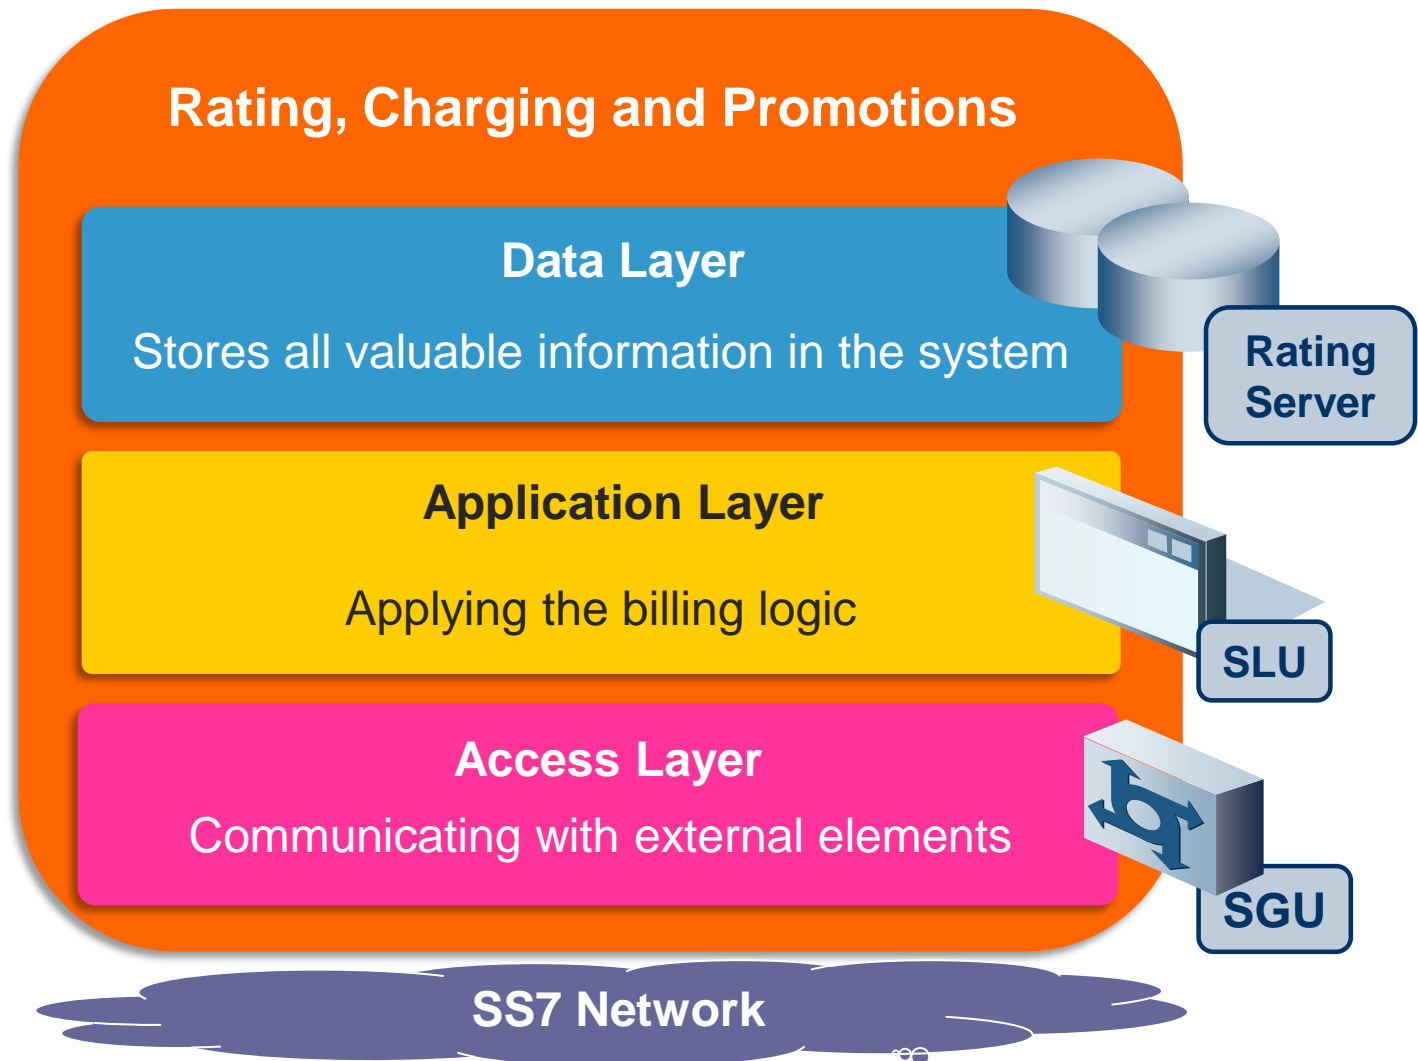 Rating, Charging and Promotions
Data Layer
Stores all valuable information in the system
Rating
Server
Application Layer
Applying the billing logic
SLU
Access Layer
Communicating with external elements
SGU
SS7 Network